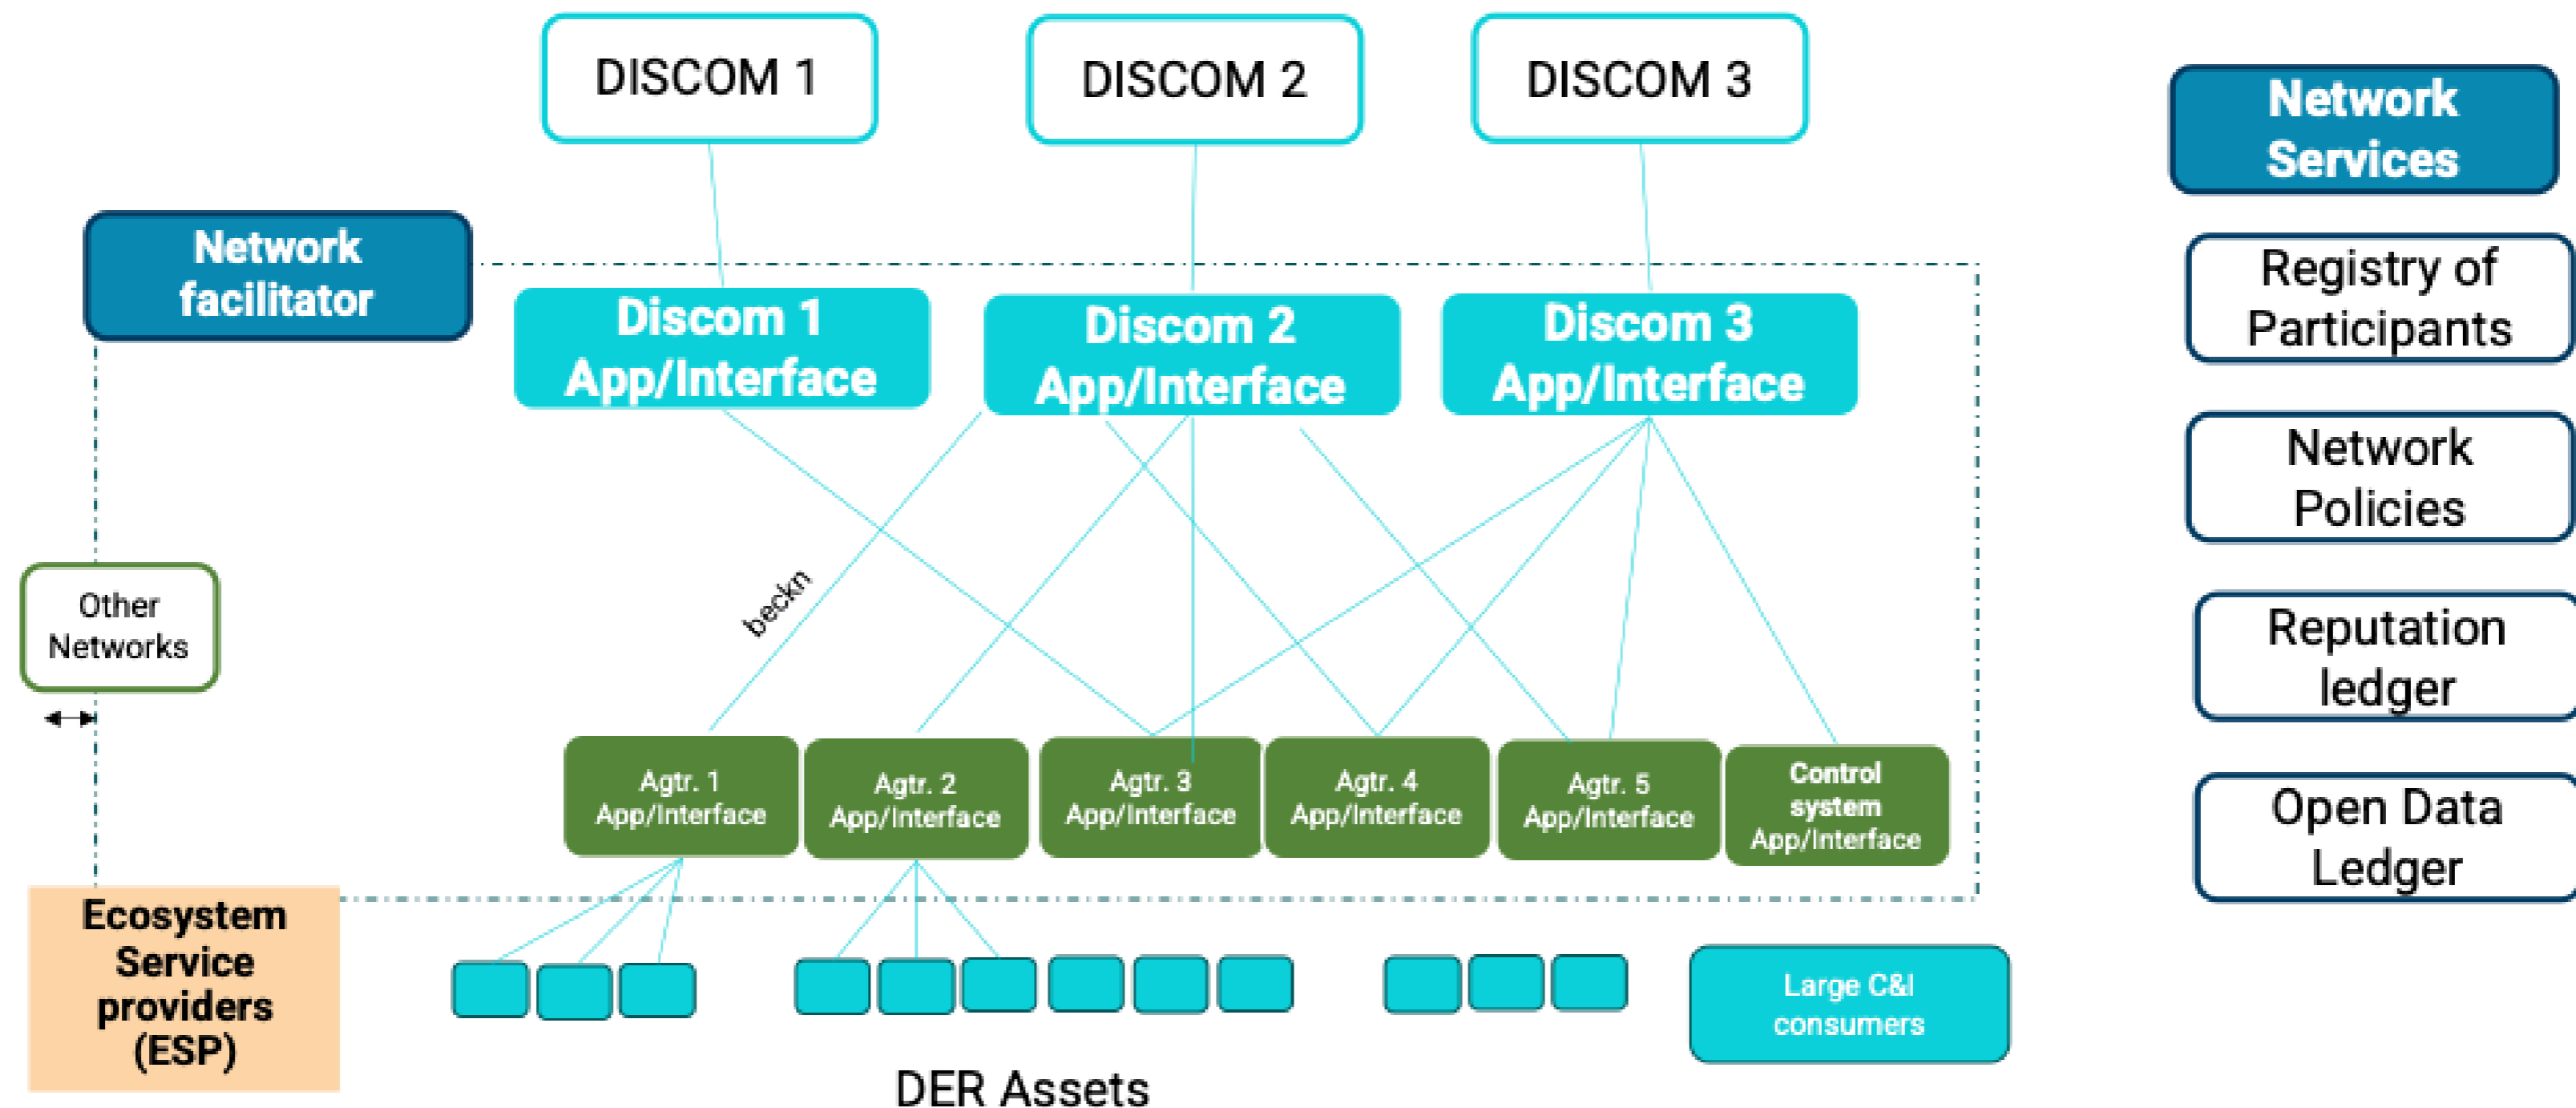 DISCOM 1
DISCOM 2
DISCOM 3
Network
Services
Network
facilitator
Discom 1
App/Interface
Discom 2
App/Interface
Discom 3
App/Interface
Registry of
Participants
Network
Policies
beckn
Other
Networks
Reputation
ledger
Agtr. 1
App/Interface
Agtr. 2
App/Interface
Agtr. 3
App/Interface
Agtr. 4
App/Interface
Agtr. 5
App/Interface
Control
system
App/Interface
Open Data
Ledger
Ecosystem
Service
providers
(ESP)
Large C&I
consumers
DER Assets